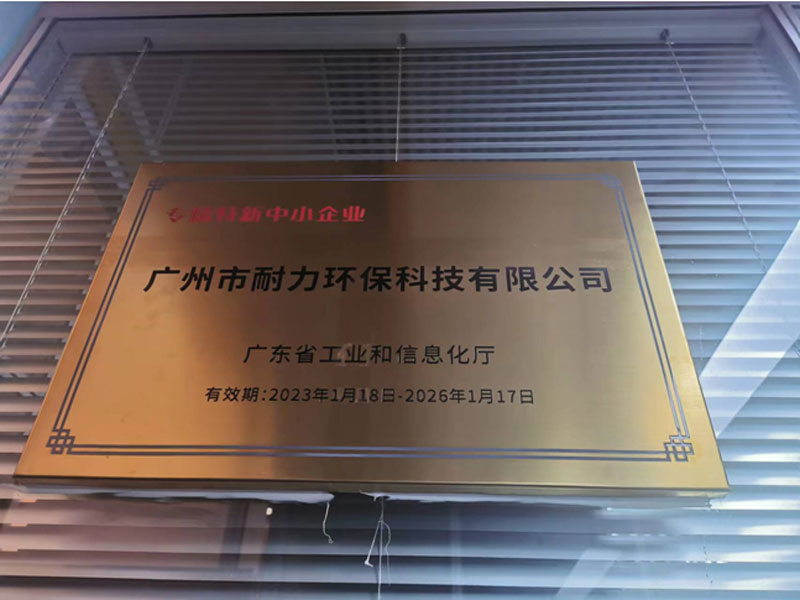 专精特新中小企业
广州市耐力环保科技有限公司
广东省工业和信息化厅
有效期:2023年1月18日-2026年1月17日